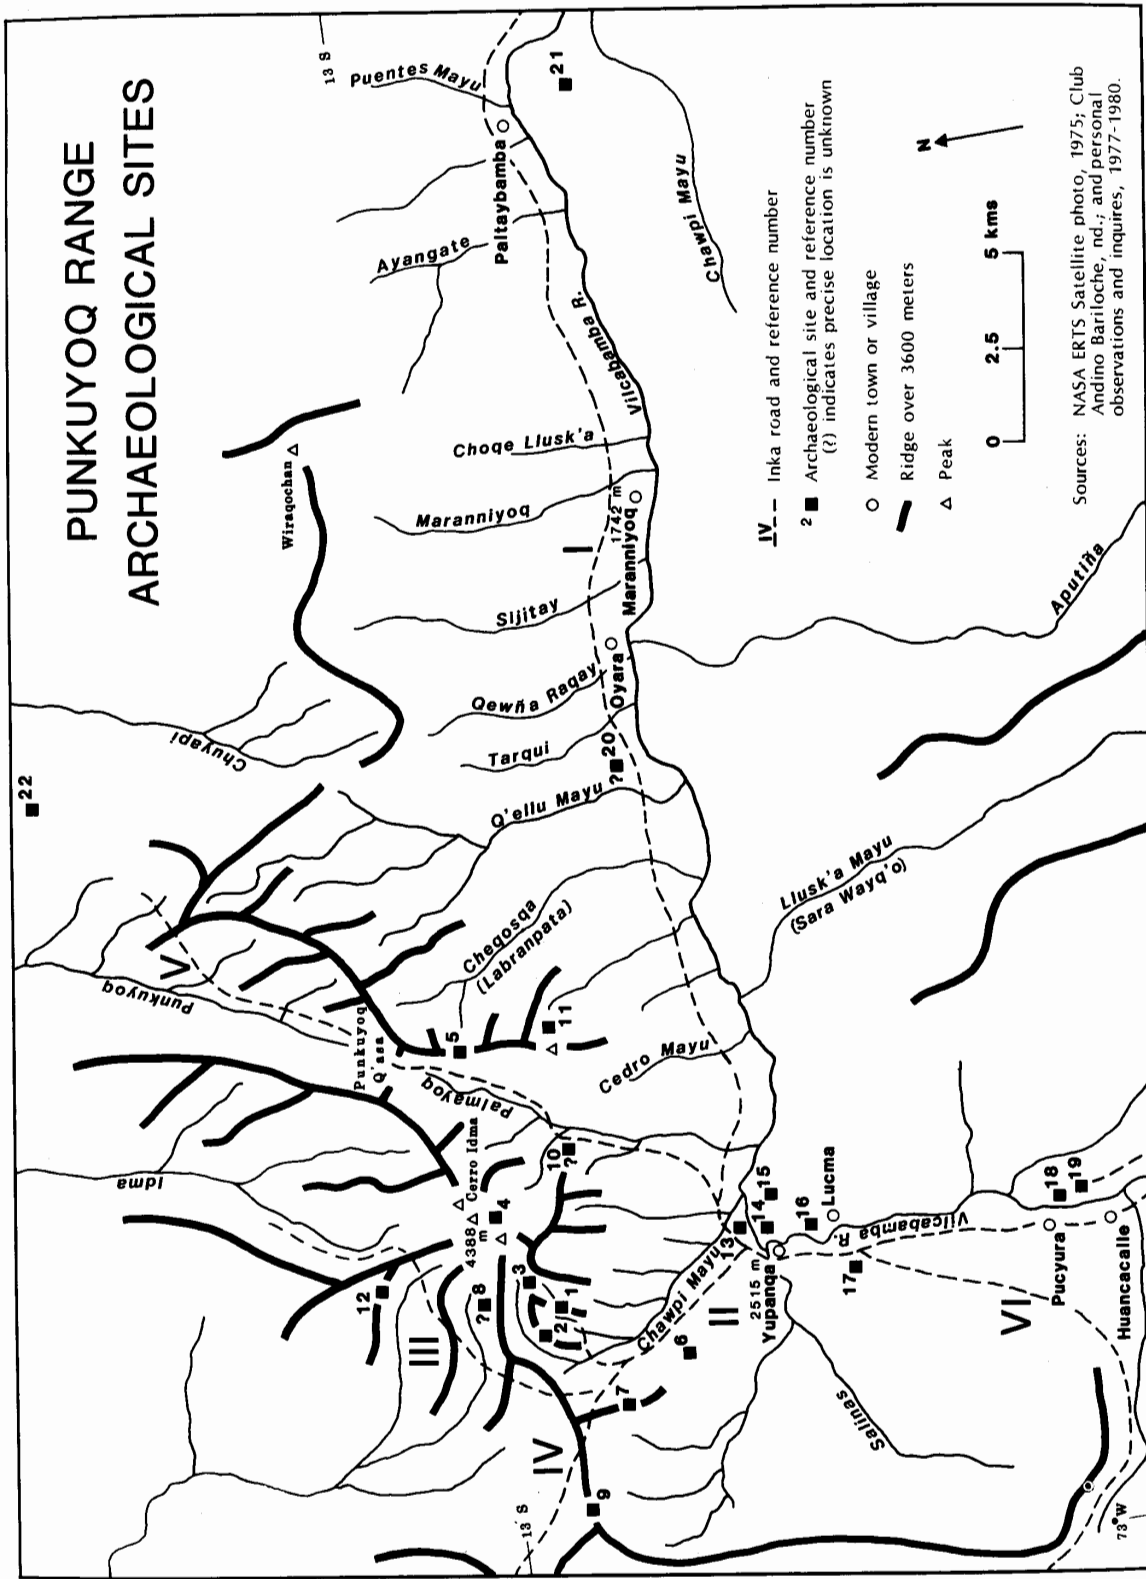 PUNKUYOQ RANGE
ARCHAEOLOGICAL SITES
13 S
Puentes Mayu
21
Paltaybamba
Ayangate
Chawpi Mayu
Vilcabamba R.
Wiraqochan
Choqe Llusk'a
Maranniyoq
Maranniyoq
1742 m
I
Sljitay
Oyara
Qewña Raqay
Tarqui
20
?
Q'ellu Mayu
Aputiña
Chuyapi
22
Llusk'a Mayu
(Sara Wayq'o)
Cheqosqa
(Labranpata)
V
Punkuyoq
Punkuyoq
Q'asa
5
11
Cedro Mayu
Palmayoq
Idma
Cerro Idma
4388
m
4
10
?
15
14
13
16
Lucma
18
19
Vilcabamba
R.
17
Pucyura
Huancacalle
VI
Yupanqa
2515 m
II
Chawpi Mayu
12
III
8
?
3
2
1
6
7
IV
9
Salinas
13 S
73°W
IV Inka road and reference number
2 Archaeological site and reference number
(?) indicates precise location is unknown
Modern town or village
Ridge over 3600 meters
Peak
N
0 2.5 5 kms
Sources: NASA ERTS Satellite photo, 1975; Club
Andino Bariloche, nd.; and personal
observations and inquires, 1977-1980.